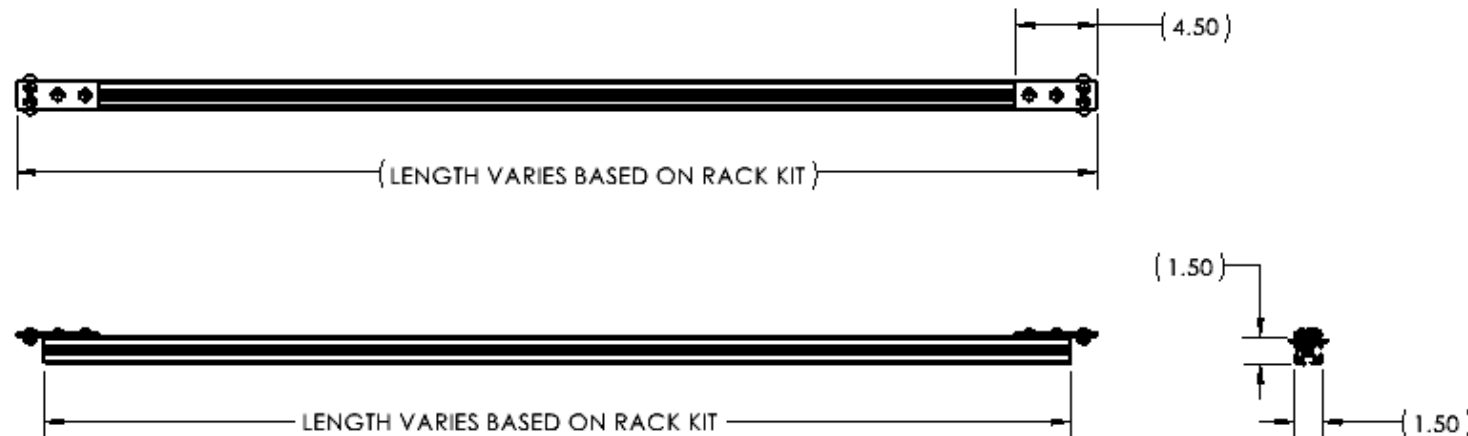 ( 4.50 )
( LENGTH VARIES BASED ON RACK KIT )
( 1.50 )
LENGTH VARIES BASED ON RACK KIT
( 1.50 )